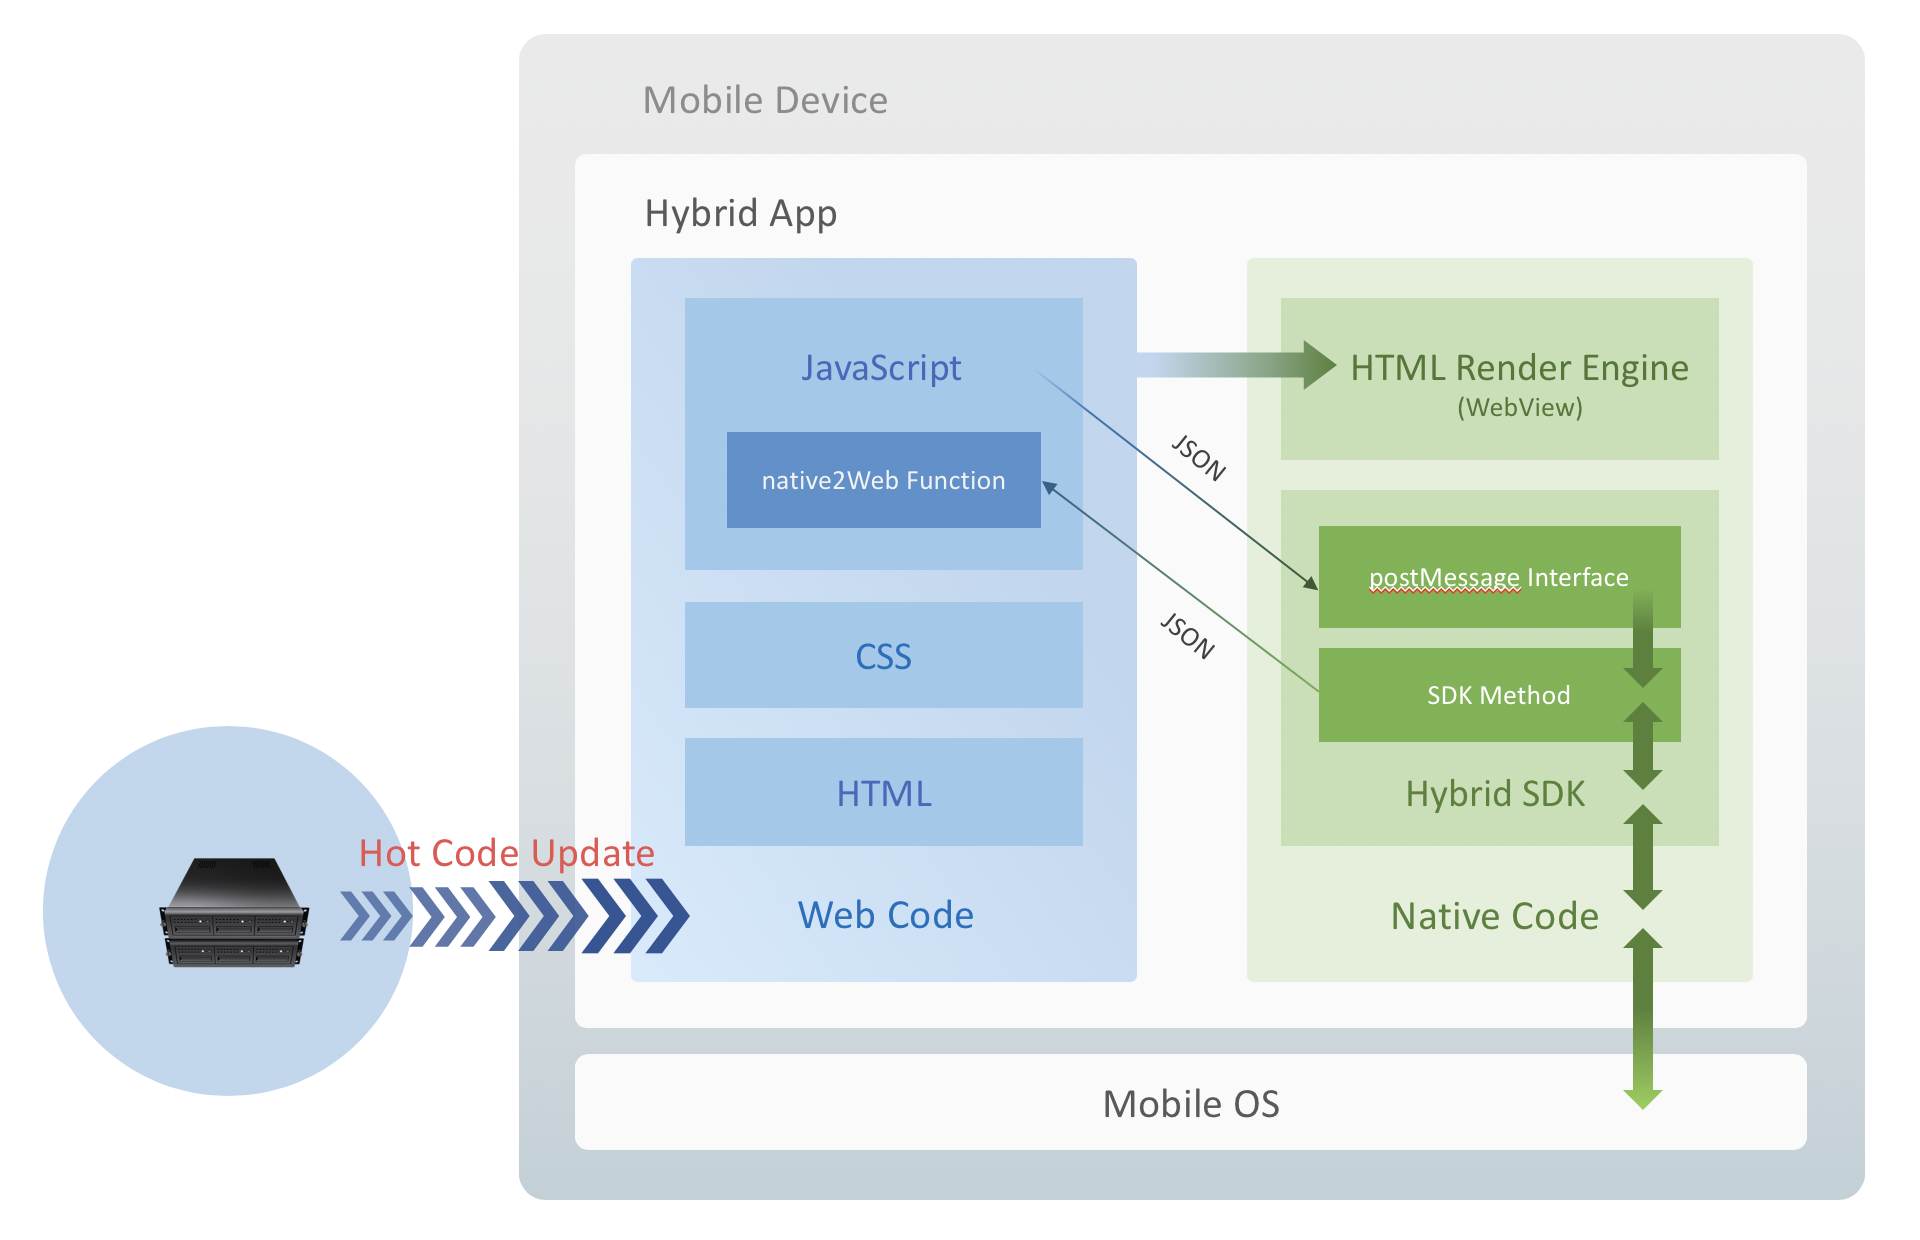 Mobile Device
Hybrid App
JavaScript
native2Web Function
CSS
HTML
Web Code
JSON
JSON
HTML Render Engine
(WebView)
postMessage Interface
SDK Method
Hybrid SDK
Native Code
Hot Code Update
Mobile OS